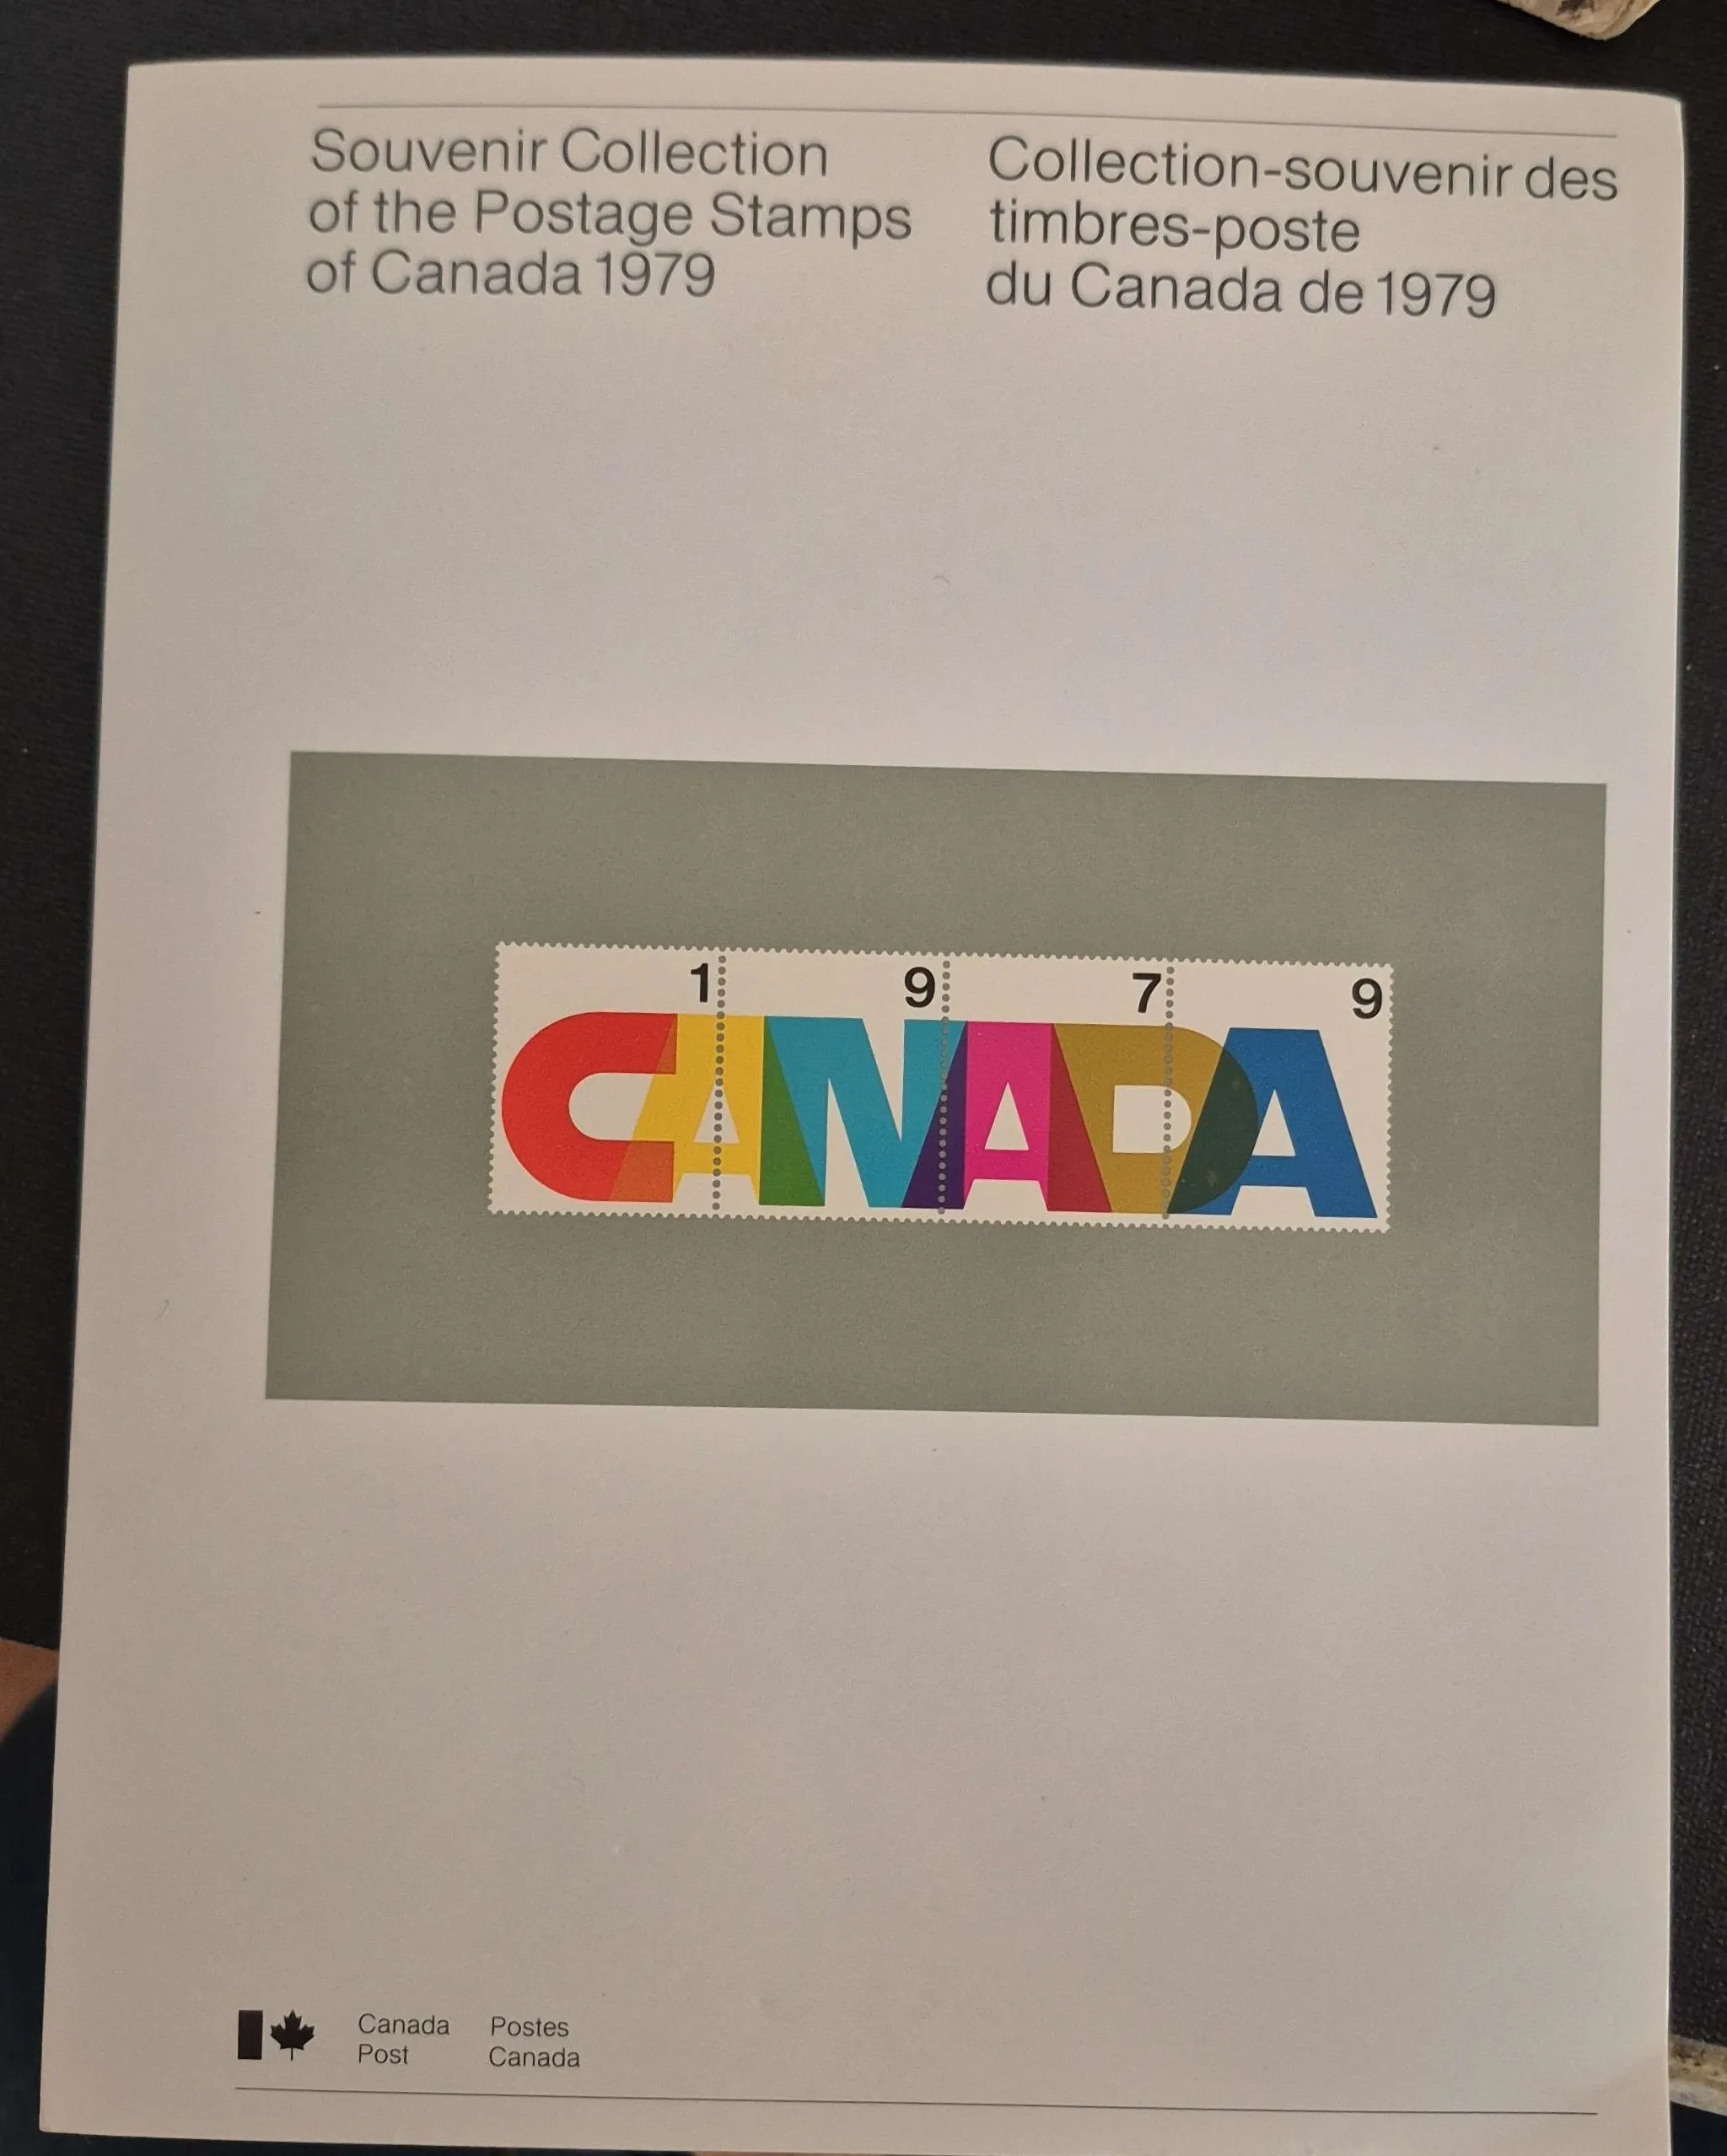 Souvenir Collection
of the Postage Stamps
of Canada 1979
Collection-souvenir des
timbres-poste
du Canada de 1979
1 9 7 9
CANADA
Canada
Post
Postes
Canada